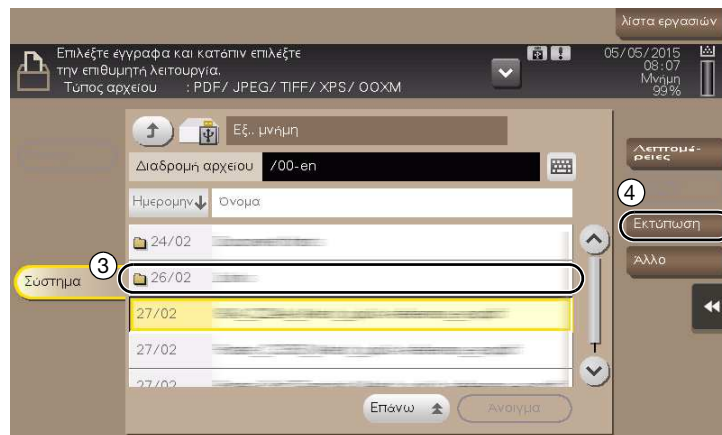 λίστα εργασιών
Επιλέξτε έγγραφα και κατόπιν επιλέξτε
την επιθυμητή λειτουργία.
Τύπος αρχείου : PDF/ JPEG/ TIFF/ XPS/ OOXM
05/05/2015
08:07
Μνήμη
99%
Εξ.. μνήμη
Λεπτομέ-
ρειες
Διαδρομή αρχείου /00-en
4
Ημερομην Όνομα
Εκτύπωση
24/02
Άλλο
3
26/02
Σύστημα
27/02
27/02
27/02
Επάνω Άνοιγμα